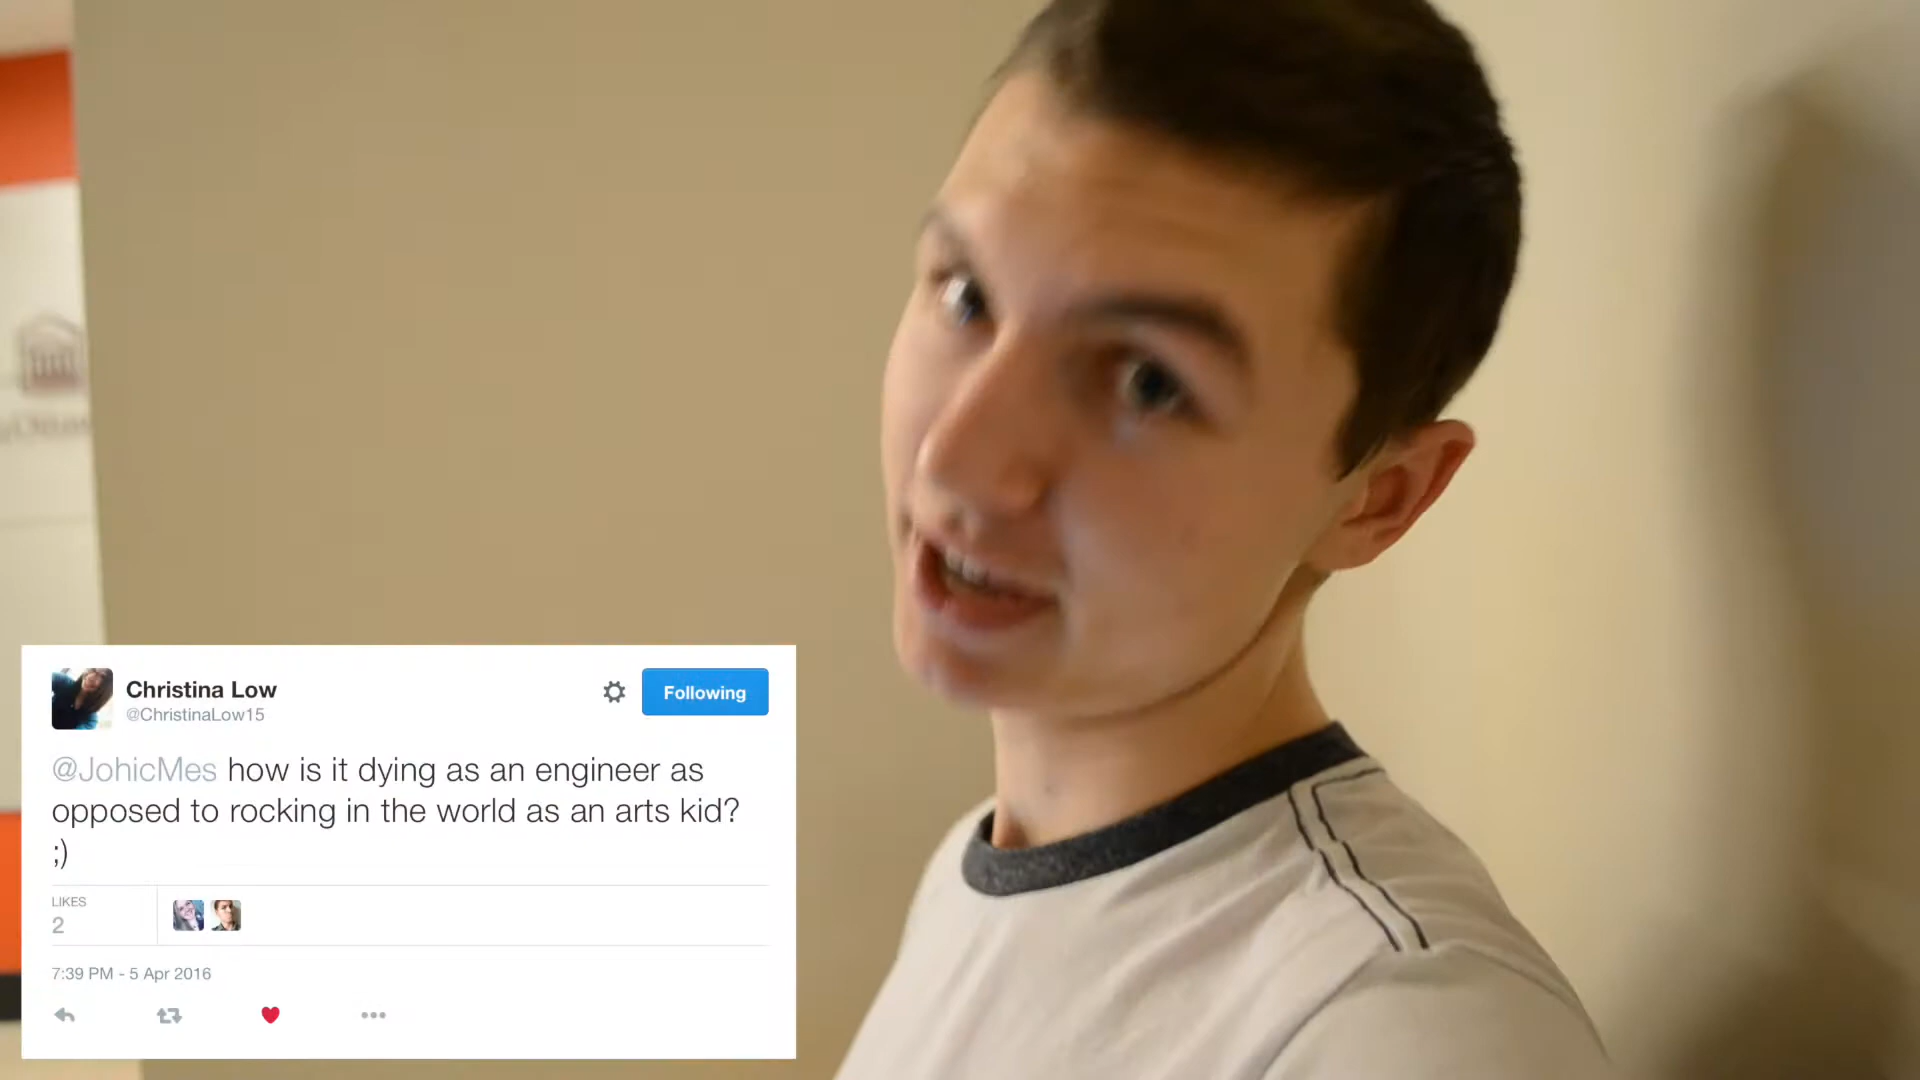 Christina Low
@ChristinaLow15
Following
@JohicMes how is it dying as an engineer as
opposed to rocking in the world as an arts kid?
;)
LIKES
2
7:39 PM - 5 Apr 2016